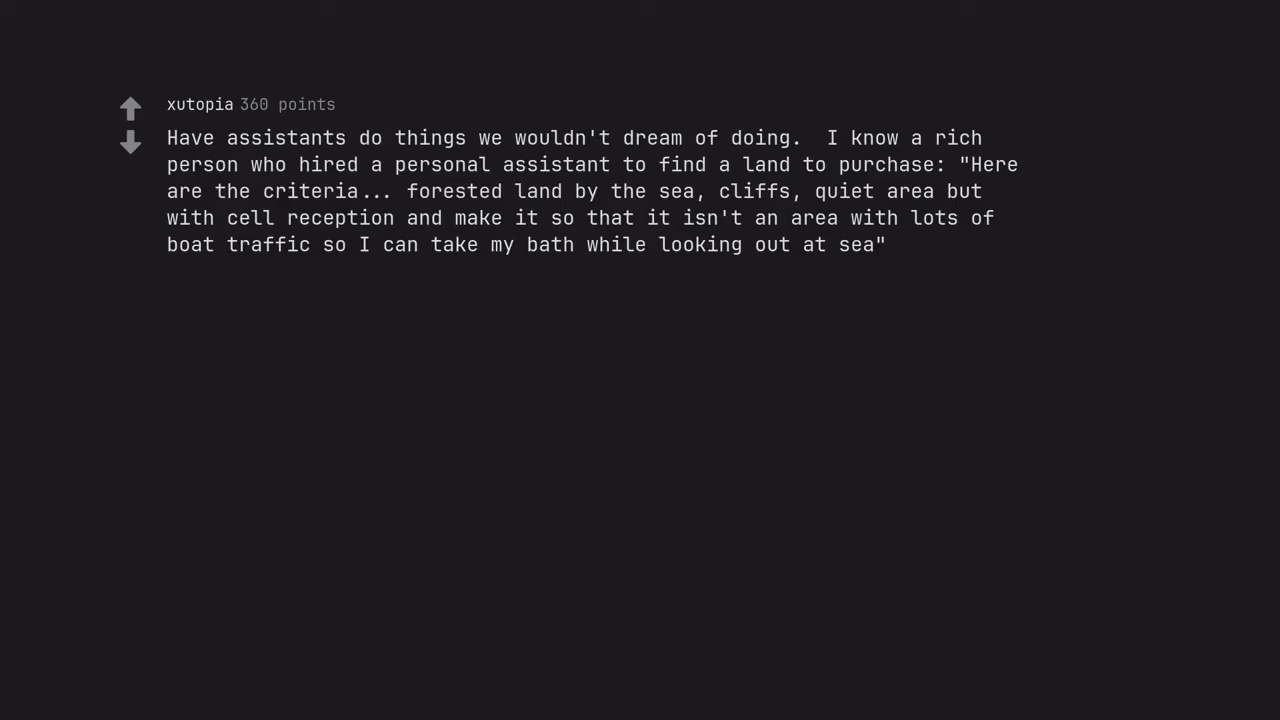 xutopia 360 points
Have assistants do things we wouldn't dream of doing.  I know a rich
person who hired a personal assistant to find a land to purchase: "Here
are the criteria... forested land by the sea, cliffs, quiet area but
with cell reception and make it so that it isn't an area with lots of
boat traffic so I can take my bath while looking out at sea"